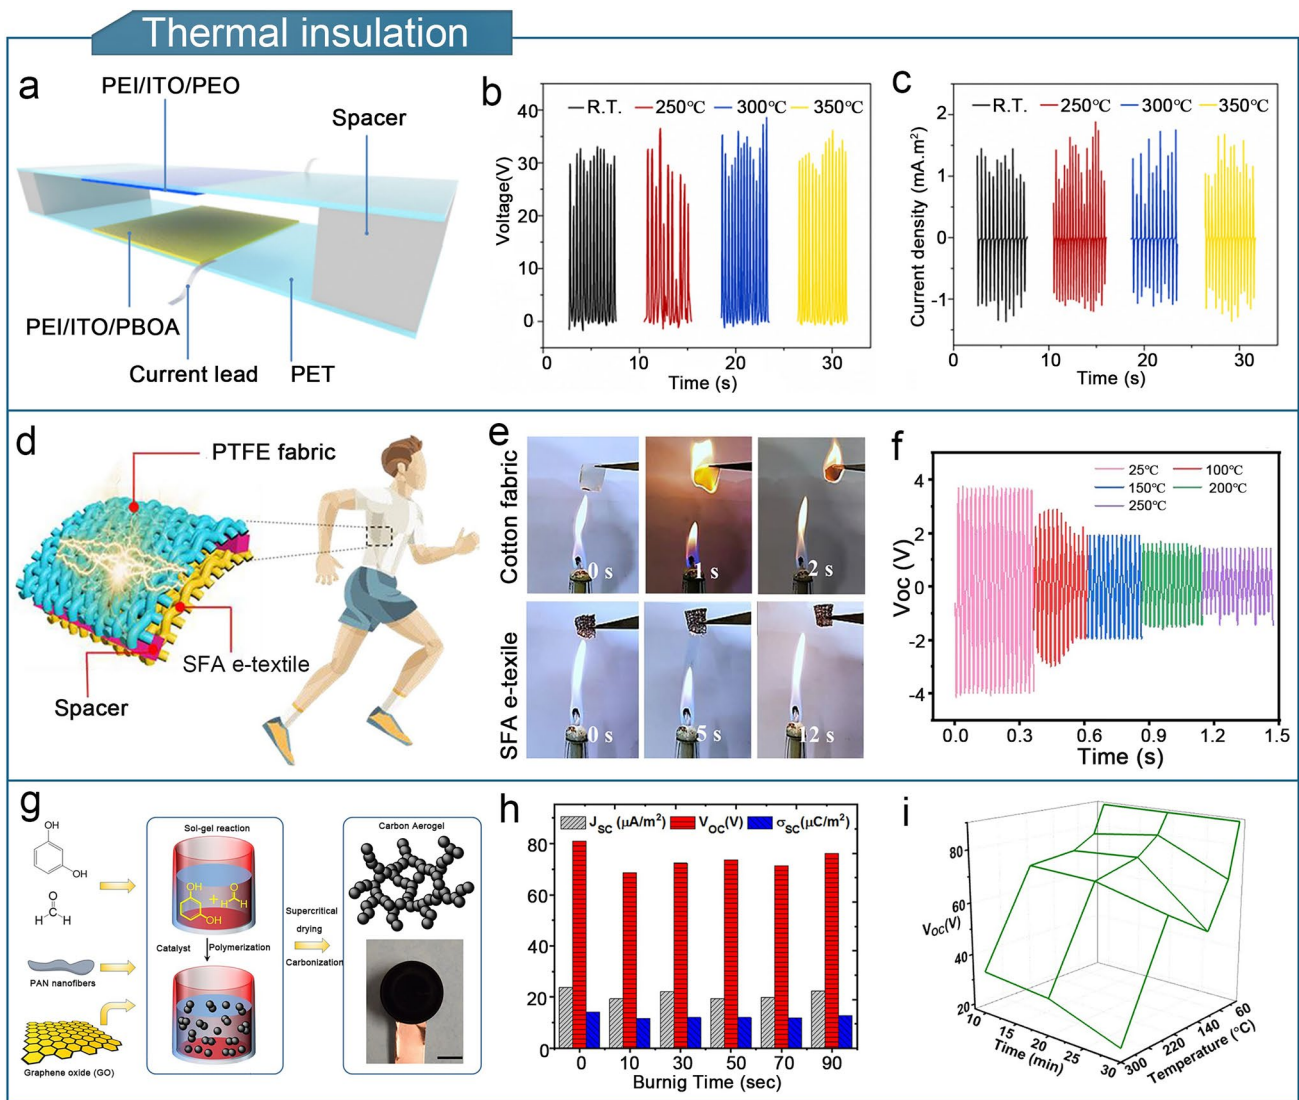 Thermal insulation
a
PEI/ITO/PEO
Spacer
PEI/ITO/PBOA
Current lead
PET
b
R.T.
250℃
300℃
350℃
Voltage(V)
40
30
20
10
0
0
10
20
30
Time (s)
c
R.T.
250℃
300℃
350℃
Current density (mA.m²)
2
1
0
-1
0
10
20
30
Time (s)
d
PTFE fabric
SFA e-textile
Spacer
e
Cotton fabric
0 s
1 s
2 s
SFA e-texile
0 s
5 s
12 s
f
25℃
100℃
150℃
200℃
250℃
Voc (V)
4
2
0
-2
-4
0.0
0.3
0.6
0.9
1.2
1.5
Time (s)
g
OH
OH
O
H
C
H
PAN nanofibers
Graphene oxide (GO)
Sol-gel reaction
OH
OH
+
O
H
H
Catalyst
Polymerization
Supercritical
drying
Carbonization
Carbon Aerogel
h
J_SC (μA/m²)
V_OC(V)
σ_SC(μC/m²)
80
60
40
20
0
0
10
30
50
70
90
Burnig Time (sec)
i
V_OC(V)
80
60
40
20
10
15
20
25
30
Time (min)
300
220
140
60
Temperature (°C)